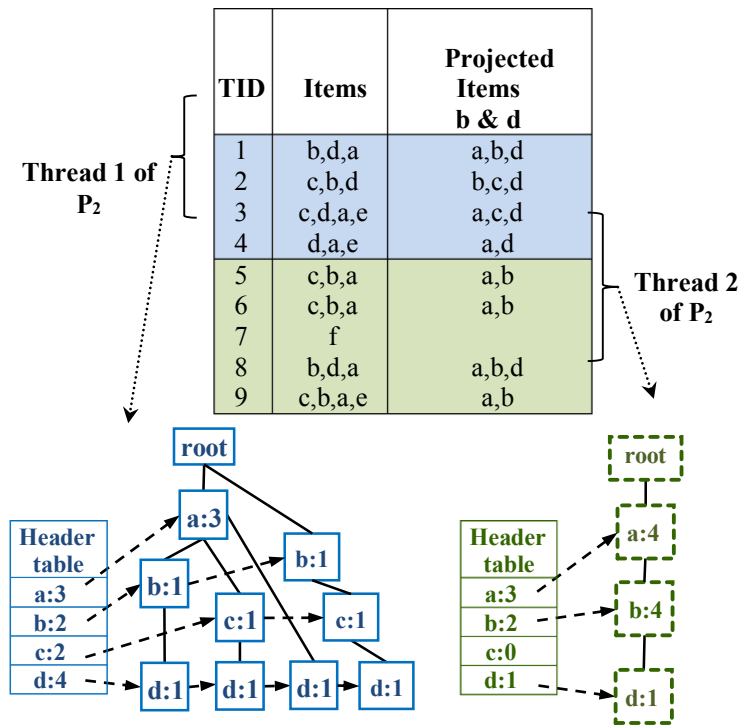 TID Items Projected
Items
b & d
1 b,d,a a,b,d
2 c,b,d b,c,d
3 c,d,a,e a,c,d
4 d,a,e a,d
5 c,b,a a,b
6 c,b,a a,b
7 f
8 b,d,a a,b,d
9 c,b,a,e a,b
Thread 1 of
P₂
Thread 2
of P₂
root
a:3
b:1 b:1
c:1 c:1
d:1 d:1 d:1 d:1
Header
table
a:3
b:2
c:2
d:4
root
a:4
b:4
d:1
Header
table
a:3
b:2
c:0
d:1